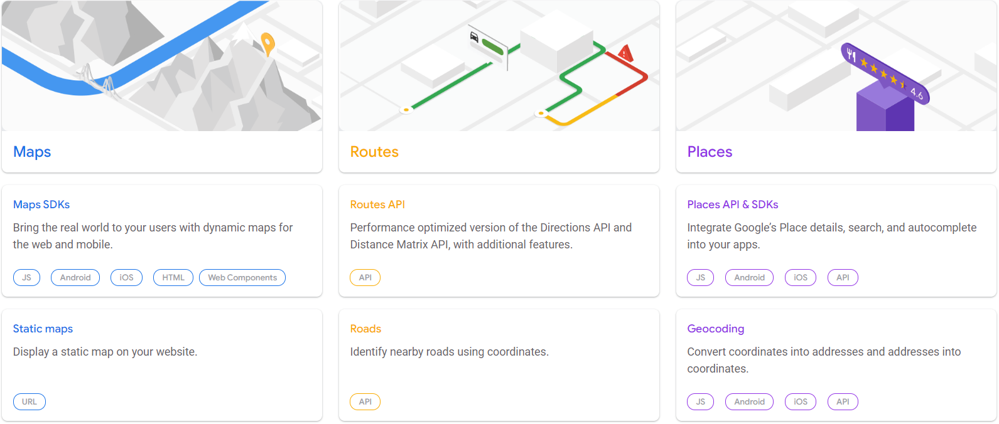 4.6
Maps
Routes
Places
Maps SDKs
Bring the real world to your users with dynamic maps for
the web and mobile.
JS
Android
iOS
HTML
Web Components
Routes API
Performance optimized version of the Directions API and
Distance Matrix API, with additional features.
API
Places API & SDKs
Integrate Google’s Place details, search, and autocomplete
into your apps.
JS
Android
iOS
API
Static maps
Display a static map on your website.
URL
Roads
Identify nearby roads using coordinates.
API
Geocoding
Convert coordinates into addresses and addresses into
coordinates.
JS
Android
iOS
API